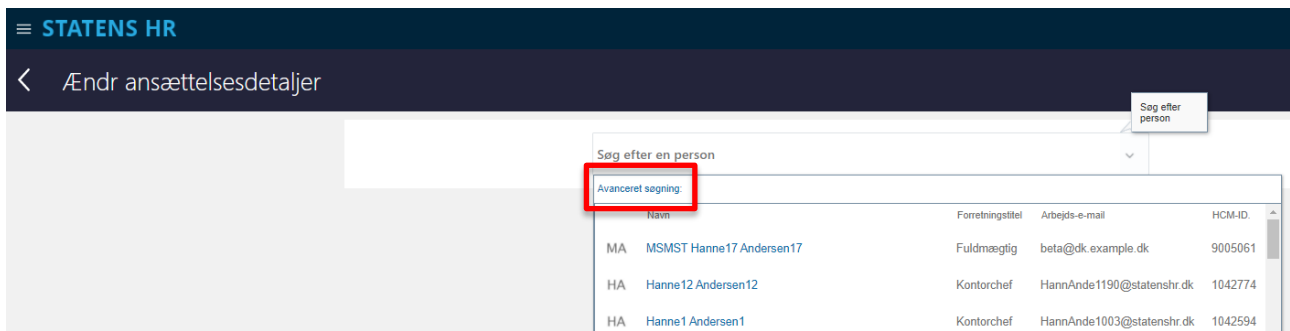 STATENS HR
Ændr ansættelsesdetaljer
Søg efter
person
Søg efter en person
Avanceret søgning:
Navn Forretningstitel Arbejds-e-mail HCM-ID.
MA MSMST Hanne17 Andersen17 Fuldmægtig beta@dk.example.dk 9005061
HA Hanne12 Andersen12 Kontorchef HannAnde1190@statenshr.dk 1042774
HA Hanne1 Andersen1 Kontorchef HannAnde1003@statenshr.dk 1042594